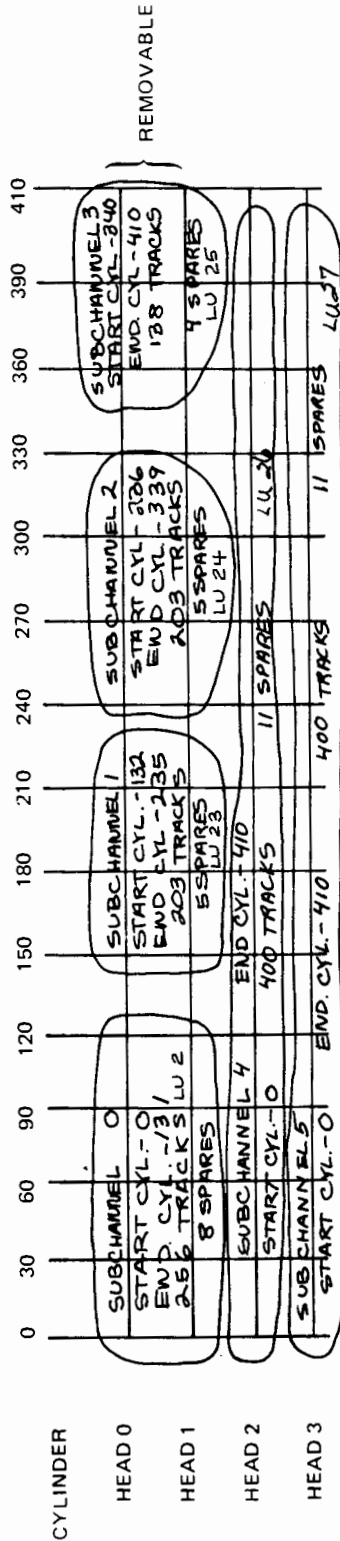 CYLINDER
0 30 60 90 120 150 180 210 240 270 300 330 360 390 410
HEAD 0
HEAD 1
HEAD 2
HEAD 3
REMOVABLE
SUBCHANNEL 0
START CYL.-0
END. CYL.-131
256 TRACKS LU 2
8 SPARES
SUBCHANNEL 1
START CYL.-132
END CYL-235
203 TRACKS
5 SPARES
LU 23
SUBCHANNEL 2
START CYL-236
END CYL-339
203 TRACKS
5 SPARES
LU 24
SUBCHANNEL 3
START CYL-340
END. CYL-410
138 TRACKS
4 SPARES
LU 25
SUBCHANNEL 4 END CYL.-410
START CYL.-0 400 TRACKS 11 SPARES LU 26
SUBCHANNEL 5
START CYL.-0 END. CYL.-410 400 TRACKS 11 SPARES LU 27